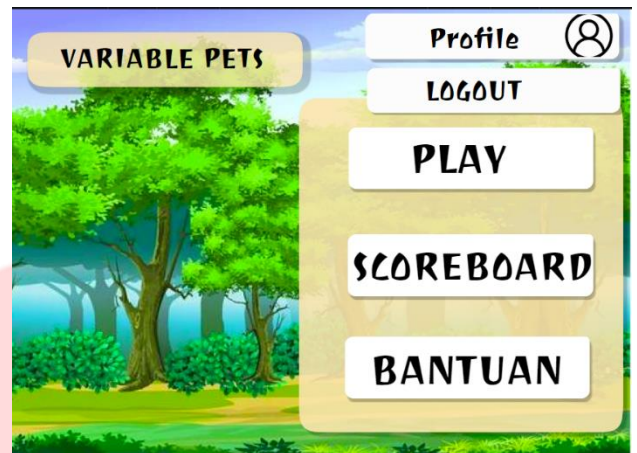 VARIABLE PETS
Profile
LOGOUT
PLAY
SCOREBOARD
BANTUAN